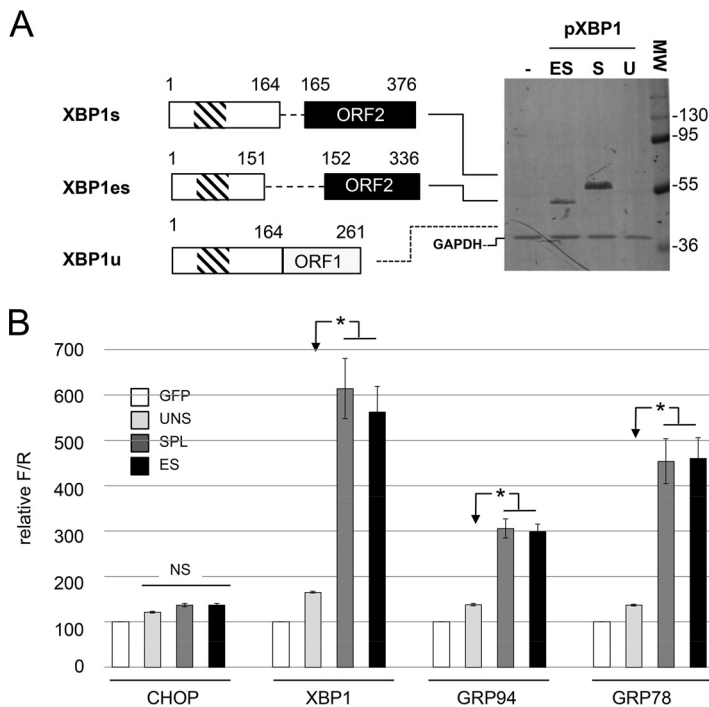 A
pXBP1
- ES S U MW
1 164 165 376
XBP1s ORF2
-130
-95
1 151 152 336
XBP1es ORF2
-55
1 164 261
XBP1u ORF1
GAPDH
-36
B
relative F/R
700
600
500
400
300
200
100
0
GFP
UNS
SPL
ES
NS
*
*
*
CHOP XBP1 GRP94 GRP78